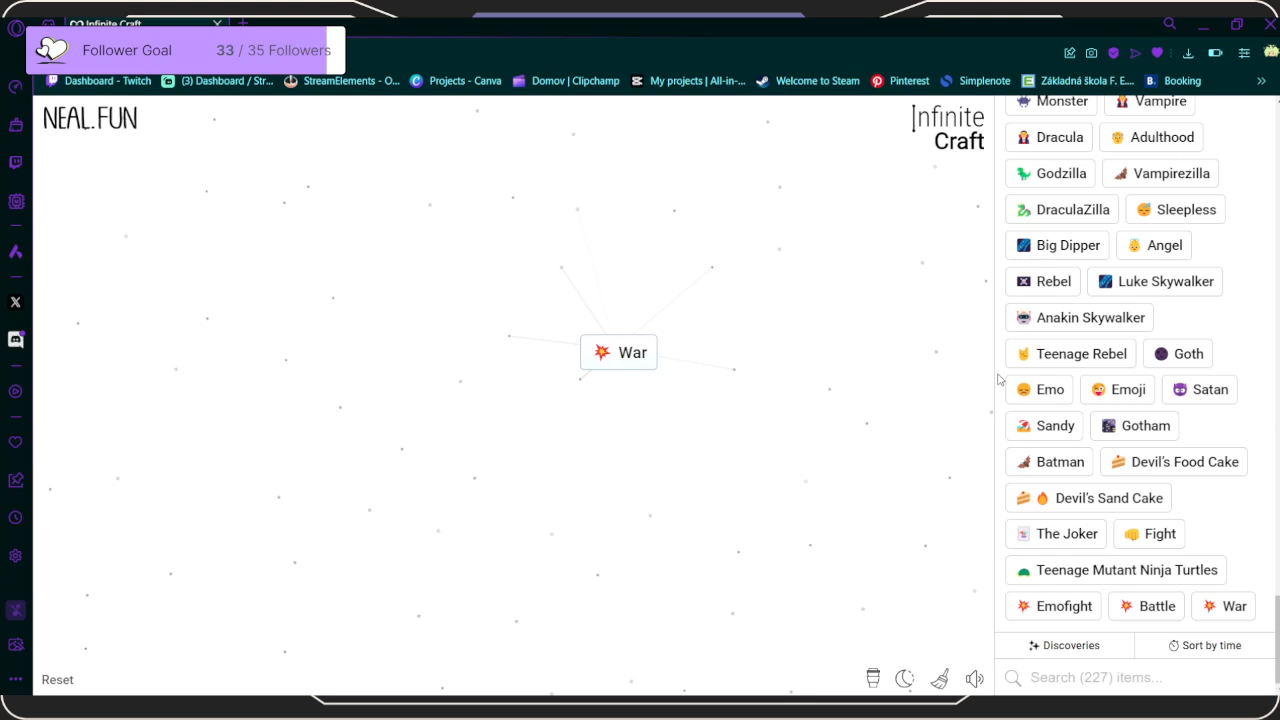 Infinite Craft
Follower Goal 33 / 35 Followers
Dashboard - Twitch (3) Dashboard / Str... StreamElements - O... Projects - Canva Domov | Clipchamp My projects | All-in-... Welcome to Steam Pinterest Simplenote Základná škola F. E... Booking
NEAL.FUN
Infinite
Craft
War
Monster Vampire
Dracula Adulthood
Godzilla Vampirezilla
DraculaZilla Sleepless
Big Dipper Angel
Rebel Luke Skywalker
Anakin Skywalker
Teenage Rebel Goth
Emo Emoji Satan
Sandy Gotham
Batman Devil's Food Cake
Devil's Sand Cake
The Joker Fight
Teenage Mutant Ninja Turtles
Emofight Battle War
Discoveries Sort by time
Search (227) items...
Reset